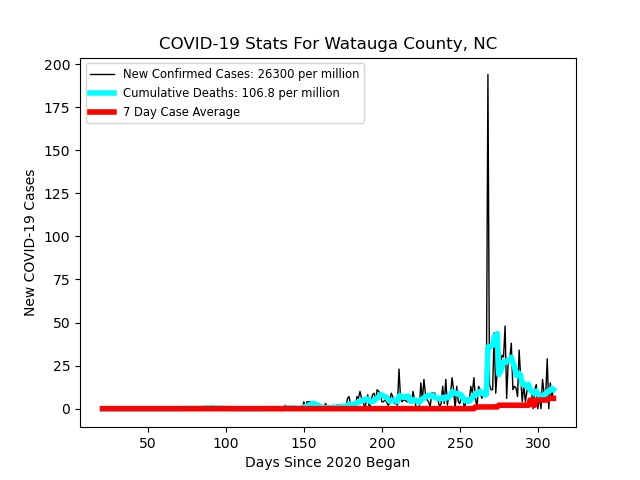 COVID-19 Stats For Watauga County, NC
New Confirmed Cases: 26300 per million
Cumulative Deaths: 106.8 per million
7 Day Case Average
New COVID-19 Cases
200
175
150
125
100
75
50
25
0
50 100 150 200 250 300
Days Since 2020 Began